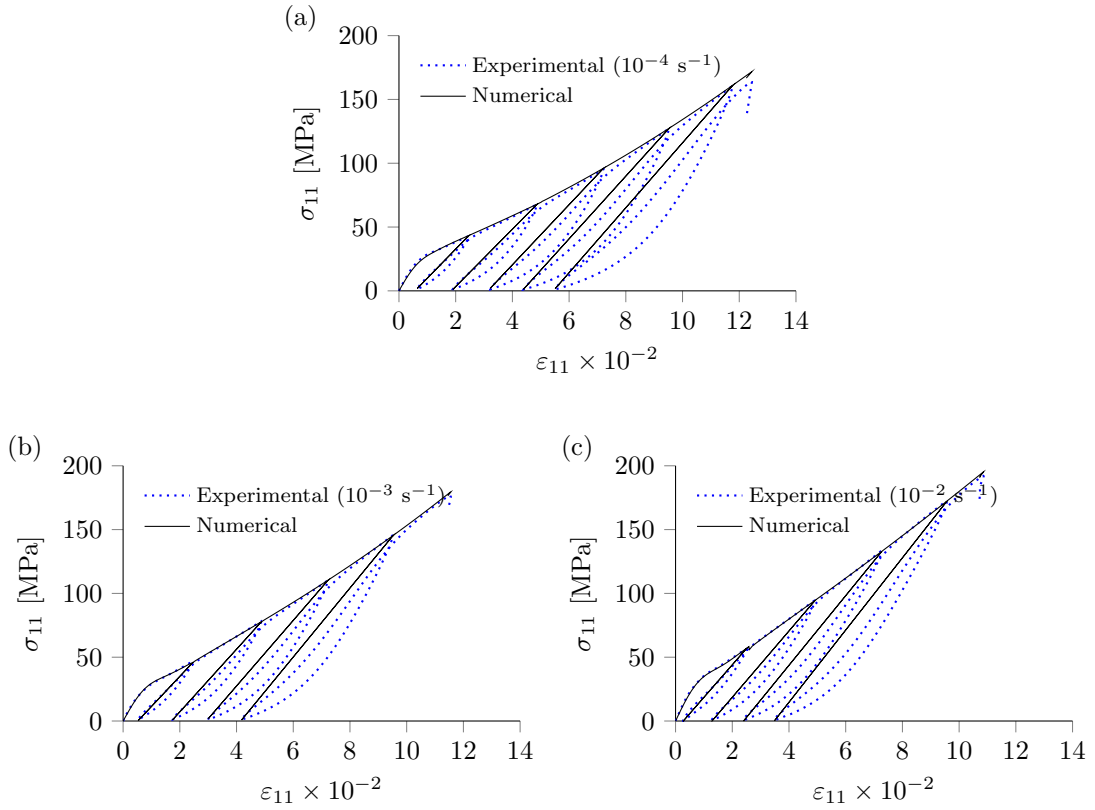 (a)
200
150
100
50
0
σ₁₁ [MPa]
Experimental (10⁻⁴ s⁻¹)
Numerical
0 2 4 6 8 10 12 14
ε₁₁ × 10⁻²
(b)
200
150
100
50
0
σ₁₁ [MPa]
Experimental (10⁻³ s⁻¹)
Numerical
0 2 4 6 8 10 12 14
ε₁₁ × 10⁻²
(c)
200
150
100
50
0
σ₁₁ [MPa]
Experimental (10⁻² s⁻¹)
Numerical
0 2 4 6 8 10 12 14
ε₁₁ × 10⁻²